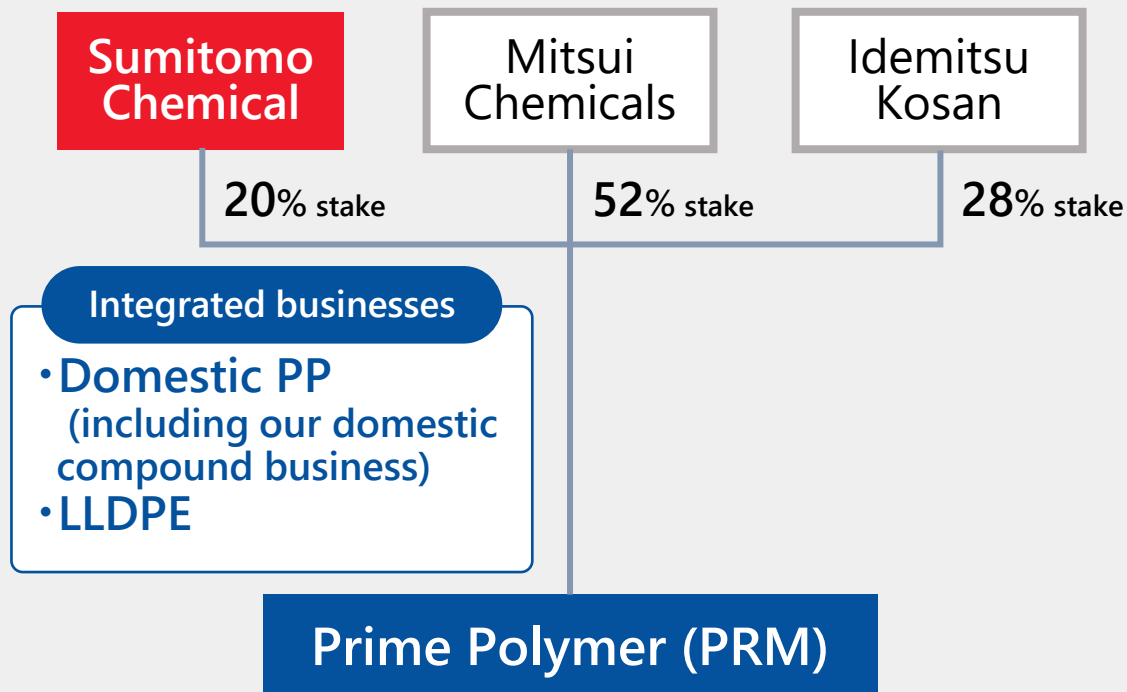 Sumitomo
Chemical
Mitsui
Chemicals
Idemitsu
Kosan
20% stake
52% stake
28% stake
Integrated businesses
・Domestic PP
(including our domestic
compound business)
・LLDPE
Prime Polymer (PRM)